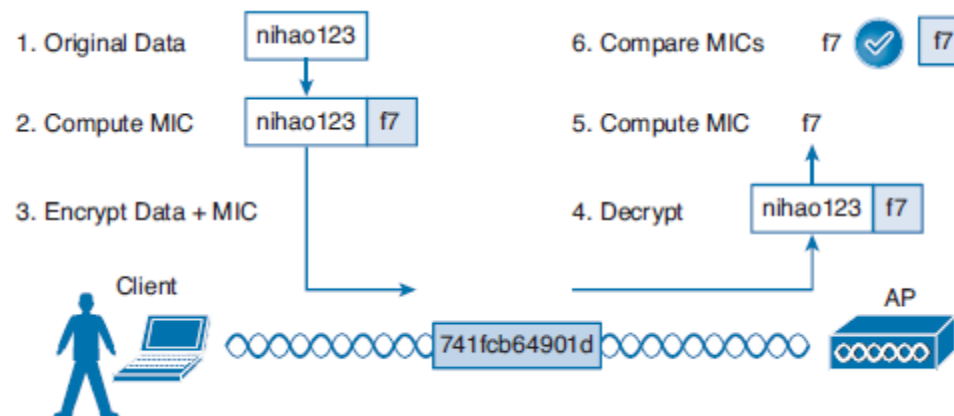 1. Original Data
nihao123
2. Compute MIC
nihao123 f7
3. Encrypt Data + MIC
Client
741fcb64901d
AP
4. Decrypt
nihao123 f7
5. Compute MIC
f7
6. Compare MICs
f7 f7